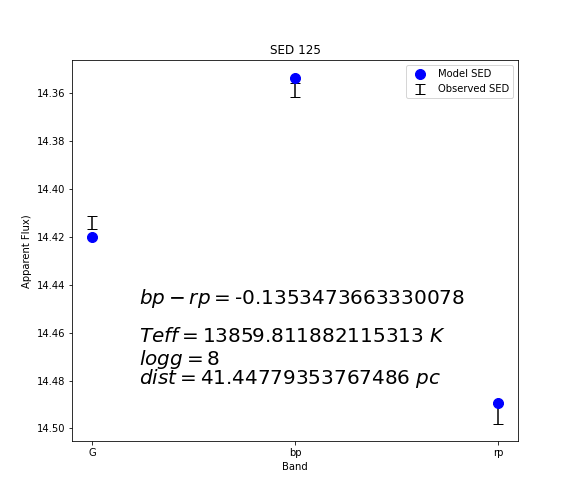 SED 125
Model SED
Observed SED
14.36
14.38
14.40
14.42
14.44
14.46
14.48
14.50
Apparent Flux)
bp − rp = -0.1353473663330078
Teff = 13859.811882115313 K
logg = 8
dist = 41.44779353767486 pc
G
bp
rp
Band